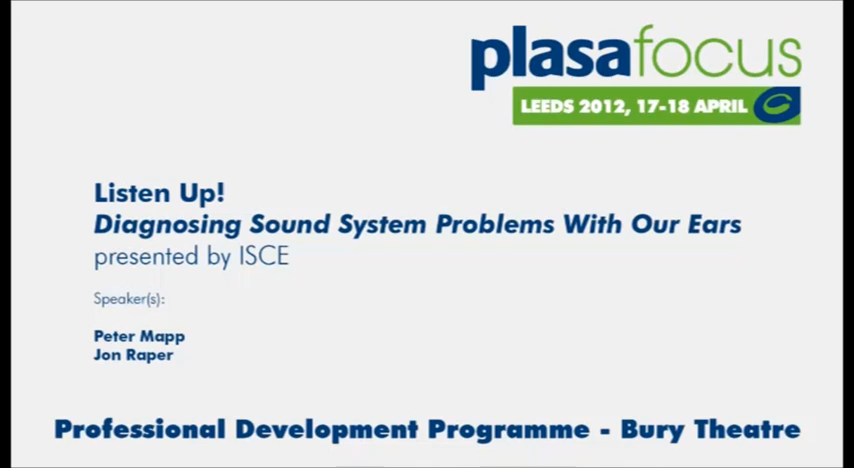 plasafocus
LEEDS 2012, 17-18 APRIL
Listen Up!
Diagnosing Sound System Problems With Our Ears
presented by ISCE
Speaker(s):
Peter Mapp
Jon Raper
Professional Development Programme - Bury Theatre